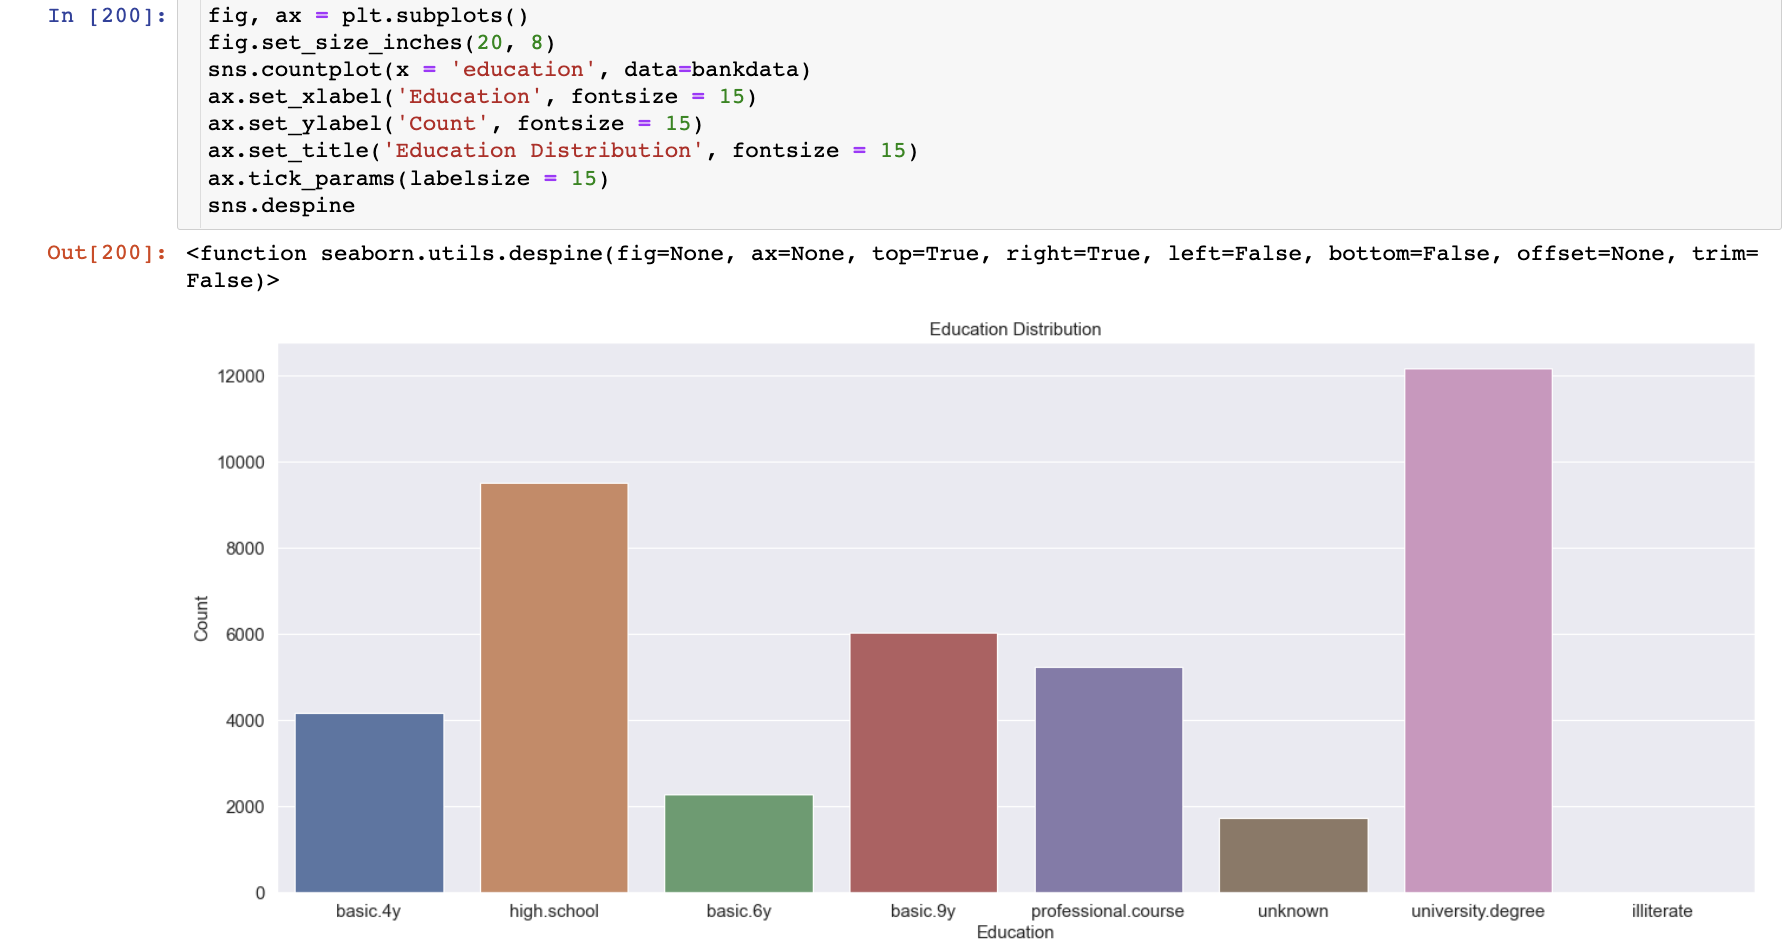 In [200]:
fig, ax = plt.subplots()
fig.set_size_inches(20, 8)
sns.countplot(x = 'education', data=bankdata)
ax.set_xlabel('Education', fontsize = 15)
ax.set_ylabel('Count', fontsize = 15)
ax.set_title('Education Distribution', fontsize = 15)
ax.tick_params(labelsize = 15)
sns.despine
Out[200]:
<function seaborn.utils.despine(fig=None, ax=None, top=True, right=True, left=False, bottom=False, offset=None, trim=
False)>
Education Distribution
12000
10000
8000
6000
4000
2000
0
Count
basic.4y high.school basic.6y basic.9y professional.course unknown university.degree illiterate
Education